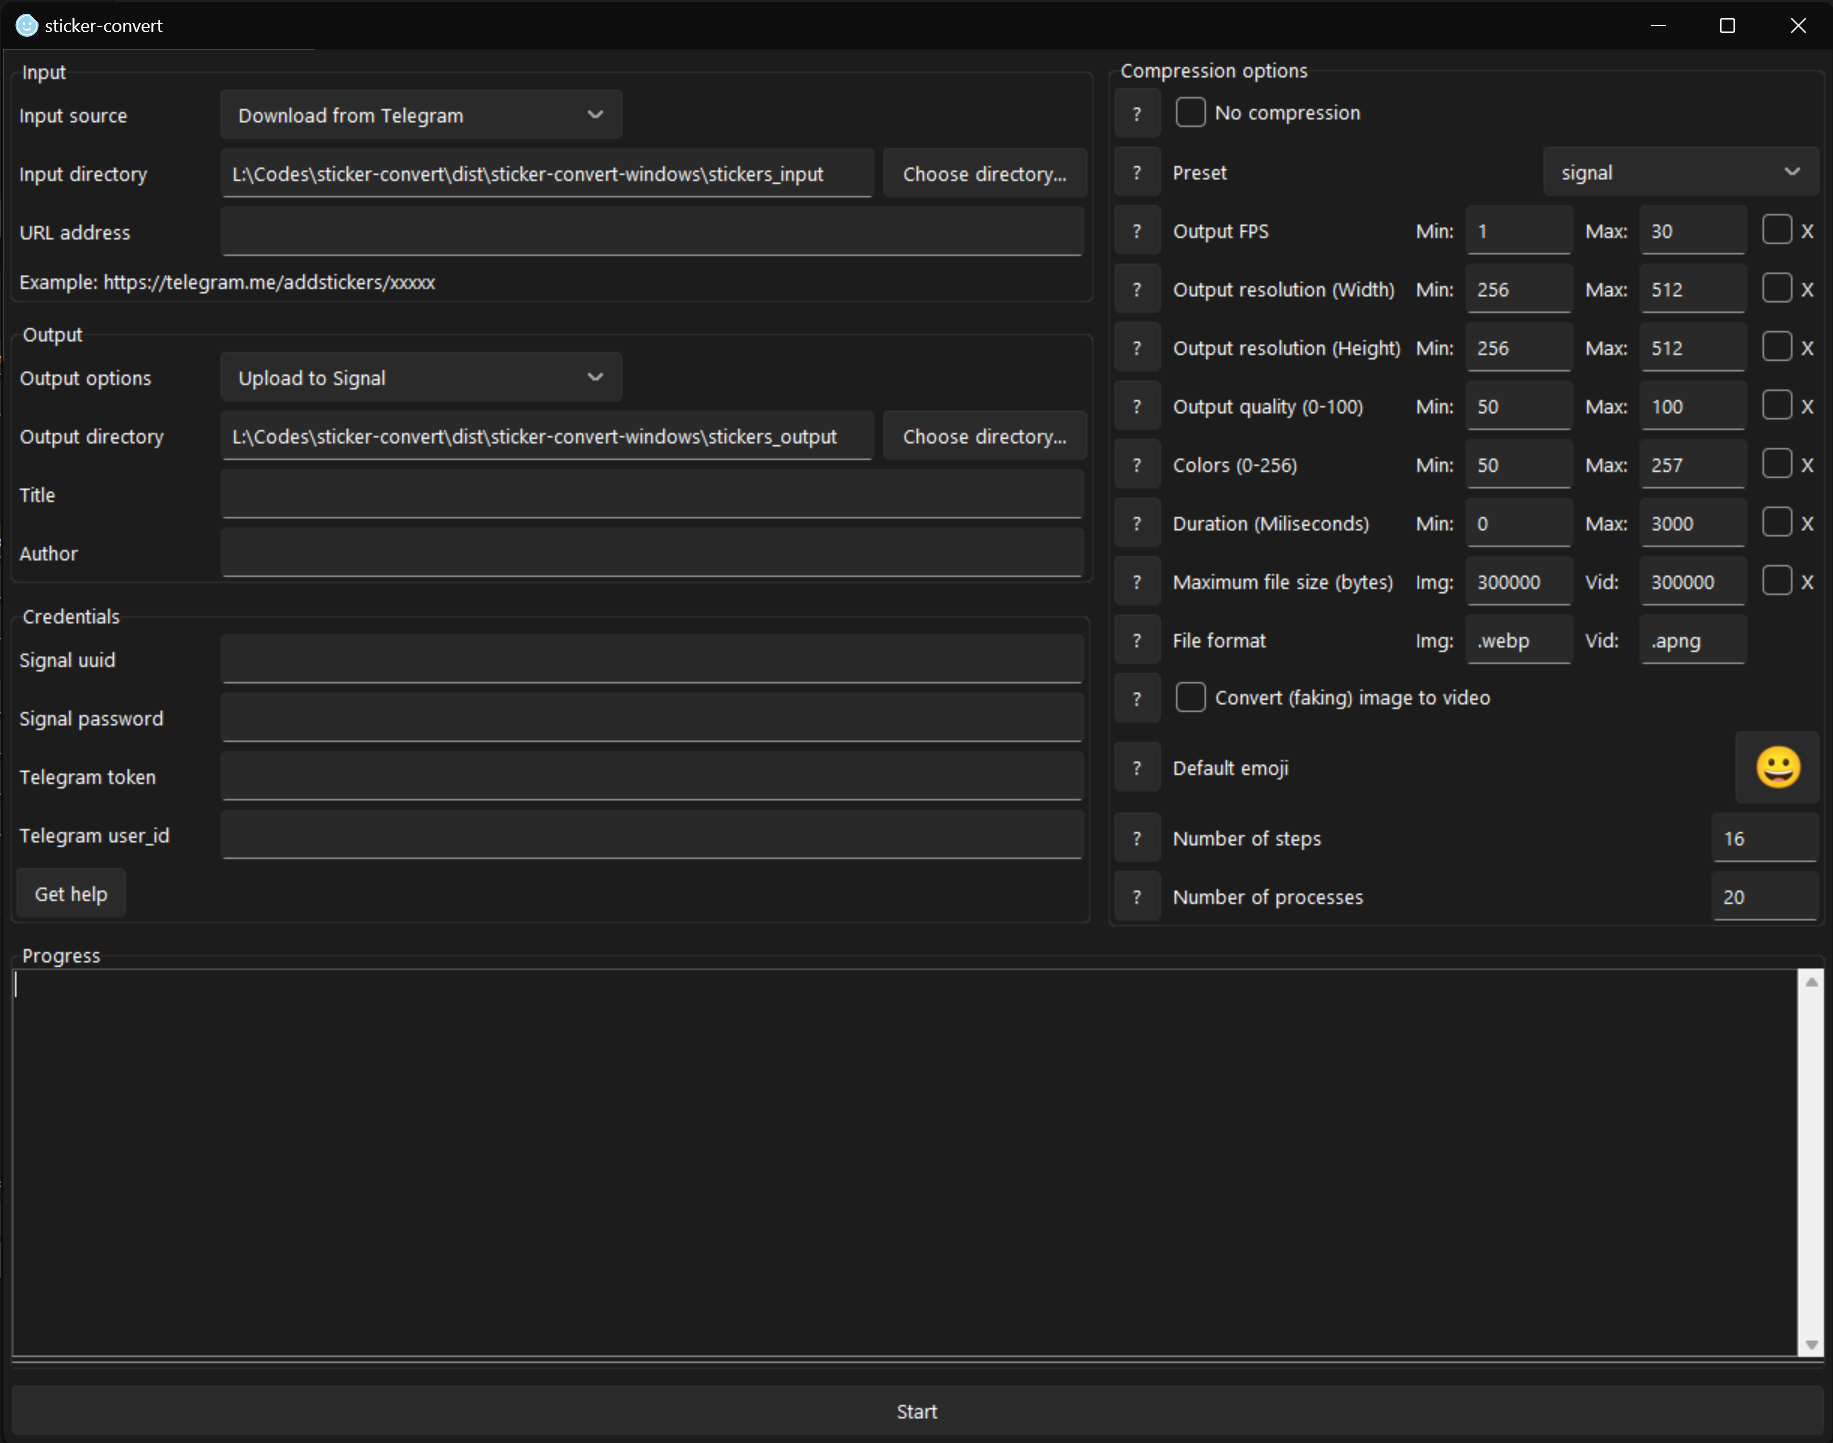 sticker-convert
Input
Input source Download from Telegram
Input directory L:\Codes\sticker-convert\dist\sticker-convert-windows\stickers_input Choose directory...
URL address
Example: https://telegram.me/addstickers/xxxxx
Output
Output options Upload to Signal
Output directory L:\Codes\sticker-convert\dist\sticker-convert-windows\stickers_output Choose directory...
Title
Author
Credentials
Signal uuid
Signal password
Telegram token
Telegram user_id
Get help
Compression options
? No compression
? Preset signal
? Output FPS Min: 1 Max: 30 X
? Output resolution (Width) Min: 256 Max: 512 X
? Output resolution (Height) Min: 256 Max: 512 X
? Output quality (0-100) Min: 50 Max: 100 X
? Colors (0-256) Min: 50 Max: 257 X
? Duration (Miliseconds) Min: 0 Max: 3000 X
? Maximum file size (bytes) Img: 300000 Vid: 300000 X
? File format Img: .webp Vid: .apng
? Convert (faking) image to video
? Default emoji
? Number of steps 16
? Number of processes 20
Progress
Start